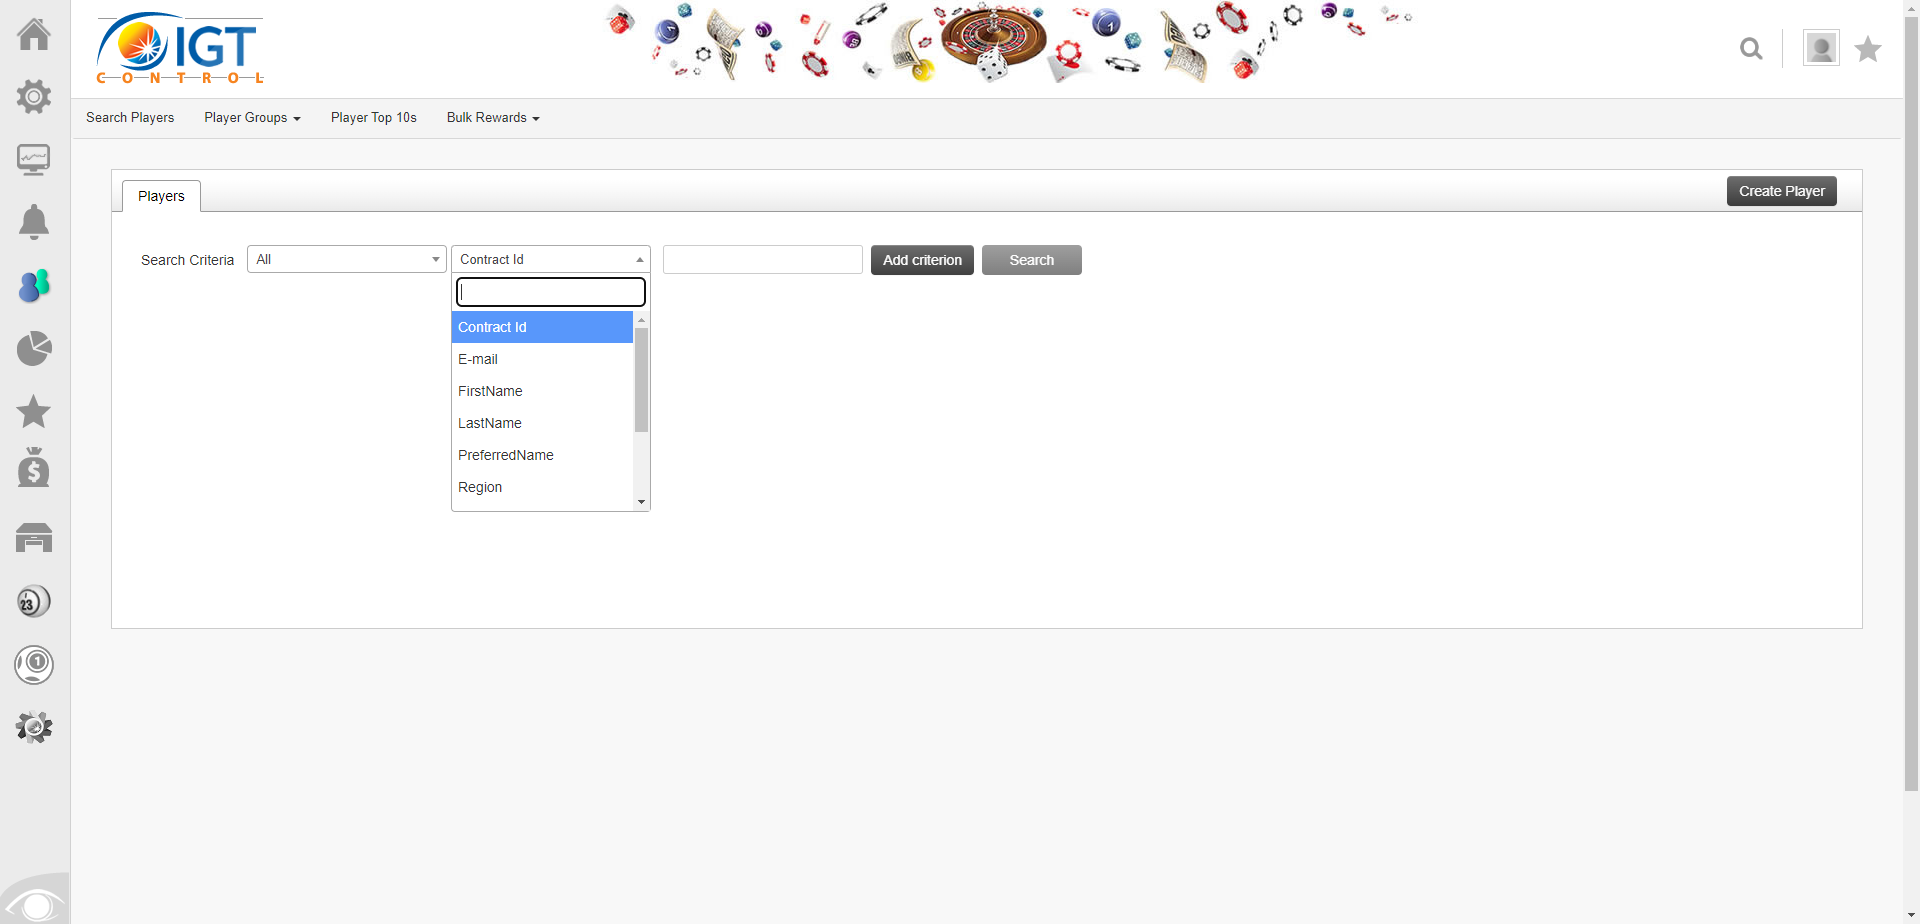 IGT
CONTROL
Search Players
Player Groups
Player Top 10s
Bulk Rewards
Players
Create Player
Search Criteria
All
Contract Id
Add criterion
Search
Contract Id
E-mail
FirstName
LastName
PreferredName
Region
23
1